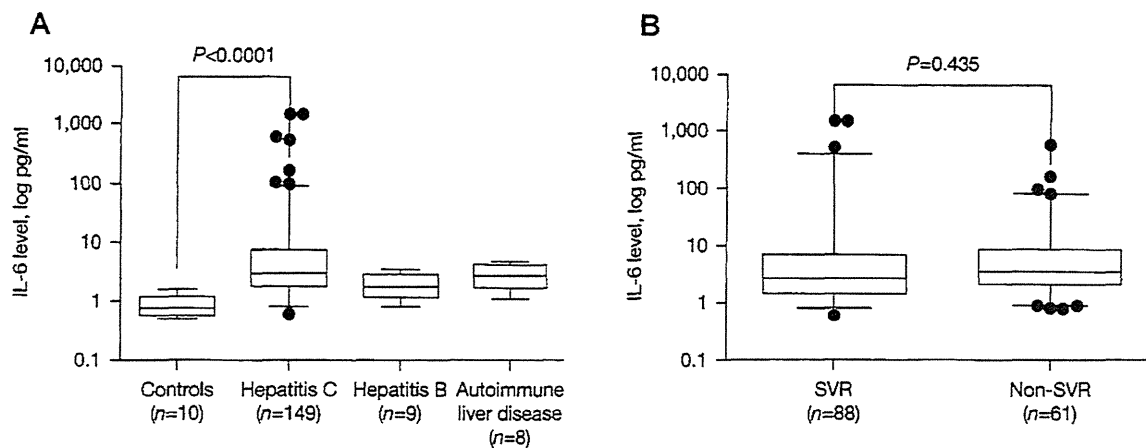 A
P<0.0001
10,000
1,000
100
10
1
0.1
IL-6 level, log pg/ml
Controls
(n=10)
Hepatitis C
(n=149)
Hepatitis B
(n=9)
Autoimmune
liver disease
(n=8)
B
P=0.435
10,000
1,000
100
10
1
0.1
IL-6 level, log pg/ml
SVR
(n=88)
Non-SVR
(n=61)